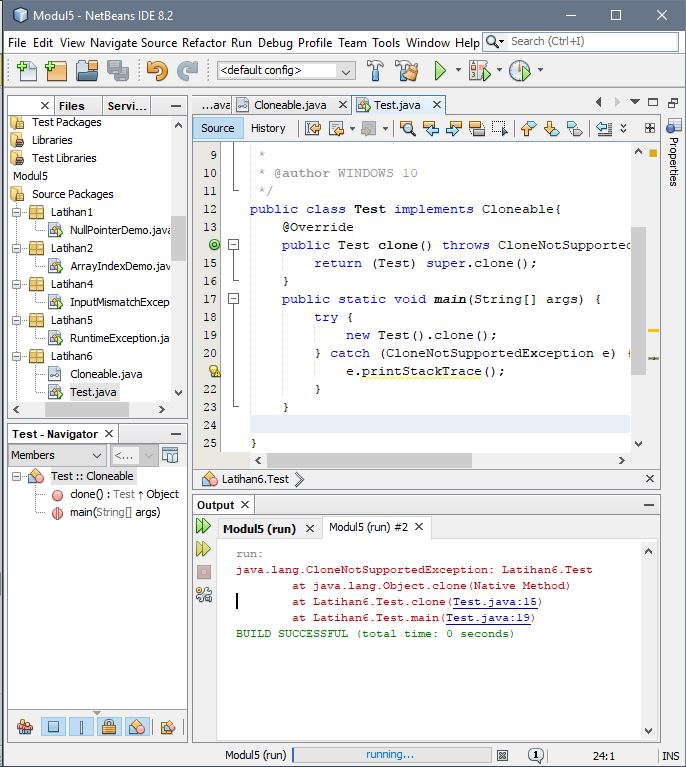 Modul5 - NetBeans IDE 8.2
File Edit View Navigate Source Refactor Run Debug Profile Team Tools Window Help Search (Ctrl+I)
<default config>
Files Servi...
Test Packages
Libraries
Test Libraries
Modul5
Source Packages
Latihan1
NullPointerDemo.java
Latihan2
ArrayIndexDemo.java
Latihan4
InputMismatchExcep
Latihan5
RuntimeException.ja
Latihan6
Cloneable.java
Test.java
Test - Navigator
Members <...
Test :: Cloneable
clone() : Test ↑ Object
main(String[] args)
...ava Cloneable.java Test.java
Source History
9 *
10 * @author WINDOWS 10
11 */
12 public class Test implements Cloneable{
13 @Override
public Test clone() throws CloneNotSupported
15 return (Test) super.clone();
16 }
17 public static void main(String[] args) {
18 try {
19 new Test().clone();
20 } catch (CloneNotSupportedException e) {
e.printStackTrace();
22 }
23 }
24
25 }
Latihan6.Test
Properties
Output
Modul5 (run) Modul5 (run) #2
run:
java.lang.CloneNotSupportedException: Latihan6.Test
at java.lang.Object.clone(Native Method)
at Latihan6.Test.clone(Test.java:15)
at Latihan6.Test.main(Test.java:19)
BUILD SUCCESSFUL (total time: 0 seconds)
Modul5 (run) running... 1 24:1 INS